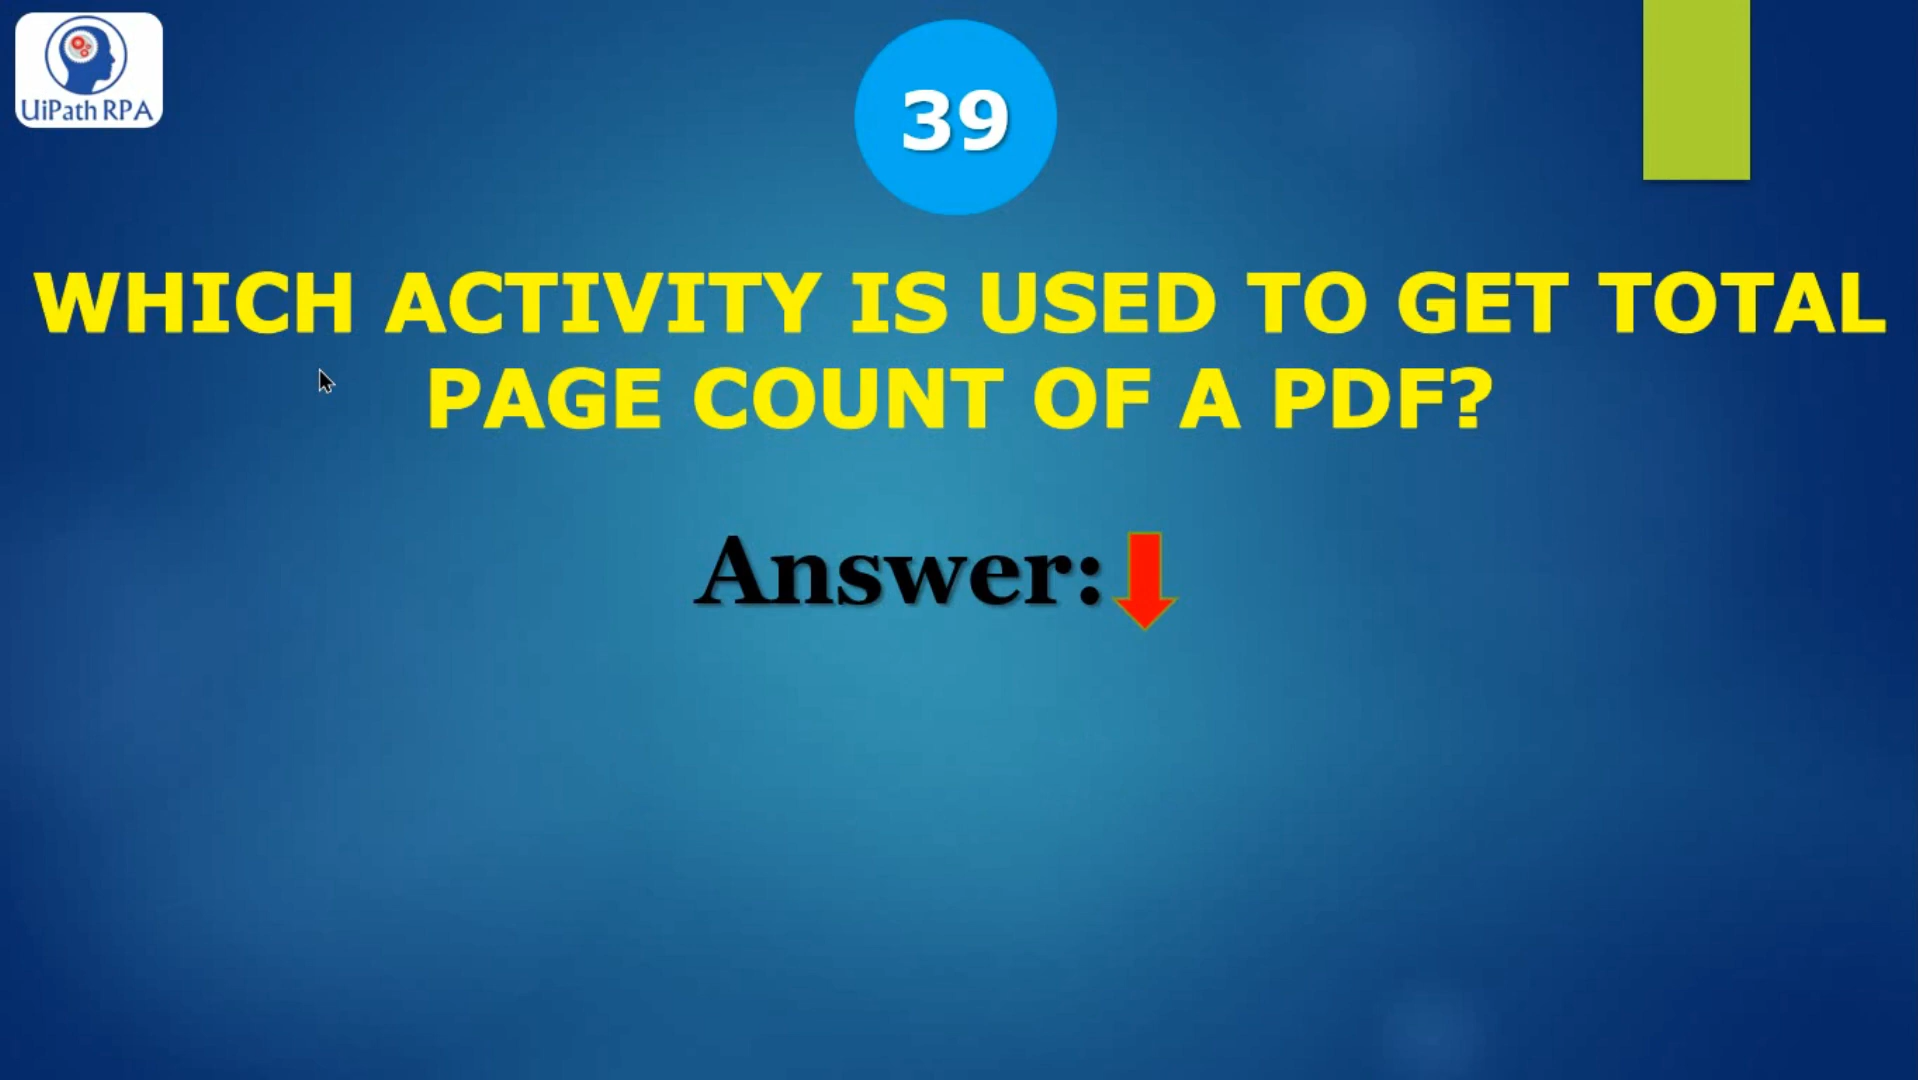 UiPath RPA
39
WHICH ACTIVITY IS USED TO GET TOTAL
PAGE COUNT OF A PDF?
Answer: